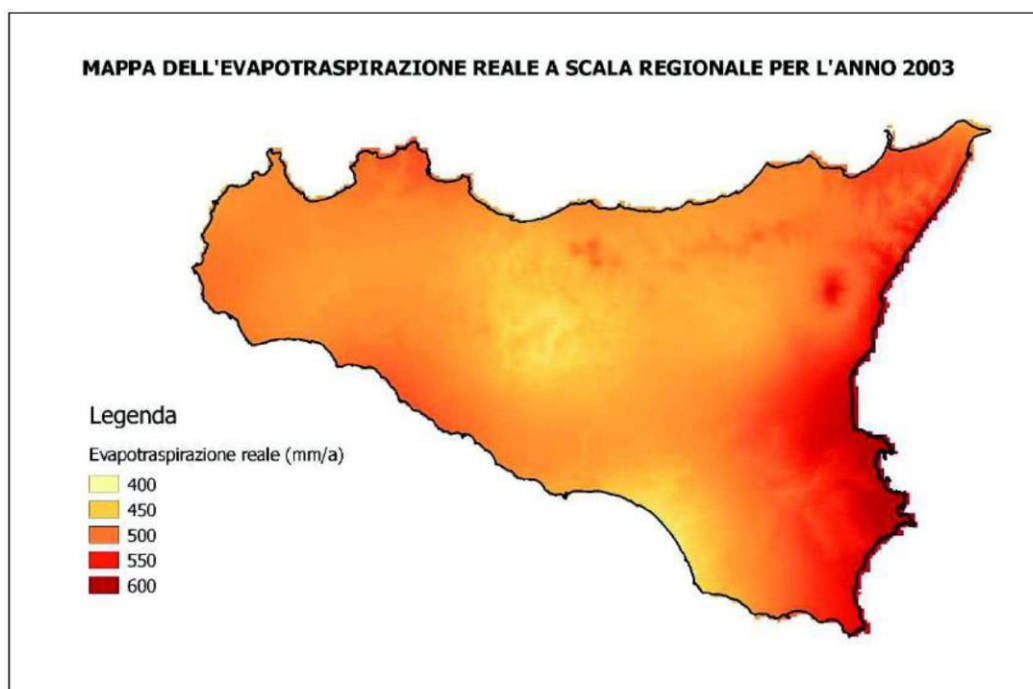 MAPPA DELL'EVAPOTRASPIRAZIONE REALE A SCALA REGIONALE PER L'ANNO 2003
Legenda
Evapotraspirazione reale (mm/a)
400
450
500
550
600